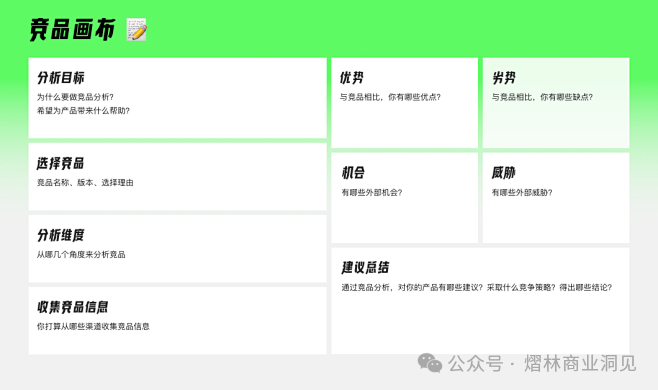 竞品画布
分析目标
为什么要做竞品分析?
希望为产品带来什么帮助?
选择竞品
竞品名称、版本、选择理由
分析维度
从哪几个角度来分析竞品
收集竞品信息
你打算从哪些渠道收集竞品信息
优势
与竞品相比，你有哪些优点?
劣势
与竞品相比，你有哪些缺点?
机会
有哪些外部机会?
威胁
有哪些外部威胁?
建议总结
通过竞品分析，对你的产品有哪些建议? 采取什么竞争策略? 得出哪些结论?
公众号 · 熠林商业洞见